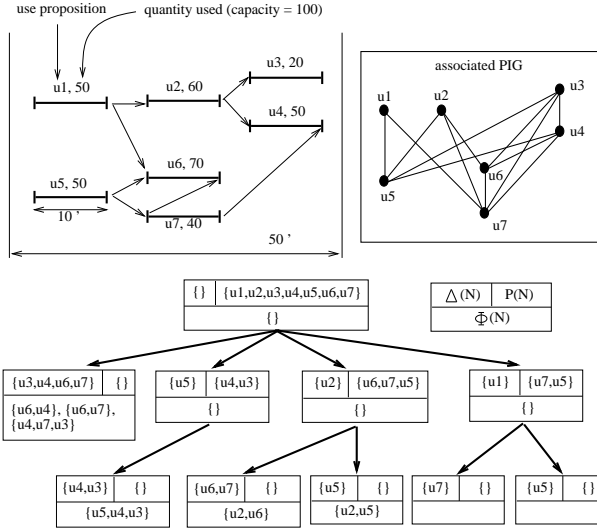 use proposition
quantity used (capacity = 100)
u1, 50
u2, 60
u3, 20
u4, 50
u6, 70
u5, 50
u7, 40
10 '
50 '
associated PIG
u1
u2
u3
u4
u5
u6
u7
{} {u1,u2,u3,u4,u5,u6,u7}
{}
Δ(N) P(N)
Φ(N)
{u3,u4,u6,u7} {}
{u6,u4}, {u6,u7},
{u4,u7,u3}
{u5} {u4,u3}
{}
{u2} {u6,u7,u5}
{}
{u1} {u7,u5}
{}
{u4,u3} {}
{u5,u4,u3}
{u6,u7} {}
{u2,u6}
{u5} {}
{u2,u5}
{u7} {}
{u5} {}